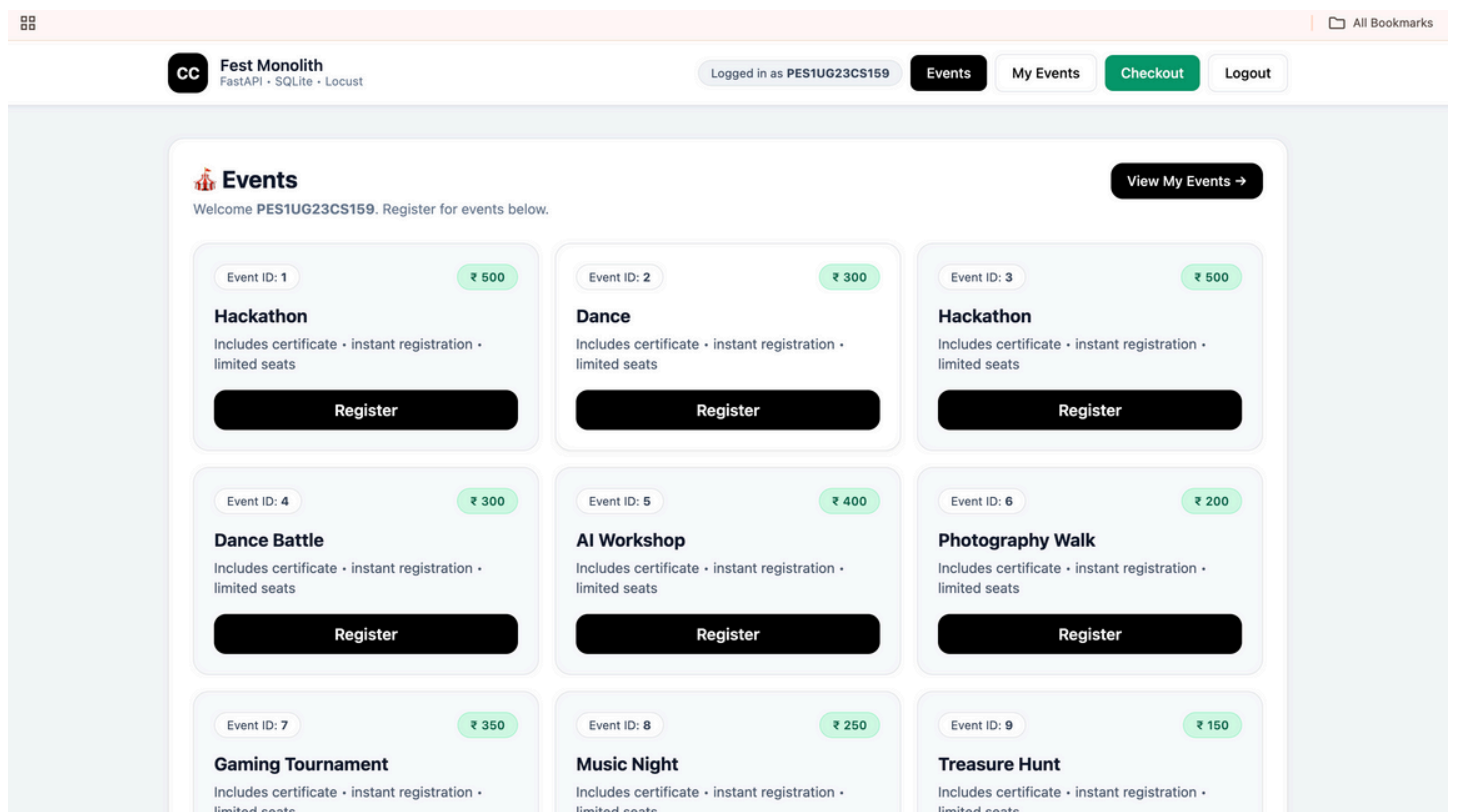 All Bookmarks
CC
Fest Monolith
FastAPI • SQLite • Locust
Logged in as PES1UG23CS159
Events
My Events
Checkout
Logout
🎪 Events
View My Events →
Welcome PES1UG23CS159. Register for events below.
Event ID: 1
₹ 500
Hackathon
Includes certificate • instant registration •
limited seats
Register
Event ID: 2
₹ 300
Dance
Includes certificate • instant registration •
limited seats
Register
Event ID: 3
₹ 500
Hackathon
Includes certificate • instant registration •
limited seats
Register
Event ID: 4
₹ 300
Dance Battle
Includes certificate • instant registration •
limited seats
Register
Event ID: 5
₹ 400
AI Workshop
Includes certificate • instant registration •
limited seats
Register
Event ID: 6
₹ 200
Photography Walk
Includes certificate • instant registration •
limited seats
Register
Event ID: 7
₹ 350
Gaming Tournament
Includes certificate • instant registration •
limited seats
Event ID: 8
₹ 250
Music Night
Includes certificate • instant registration •
limited seats
Event ID: 9
₹ 150
Treasure Hunt
Includes certificate • instant registration •
limited seats